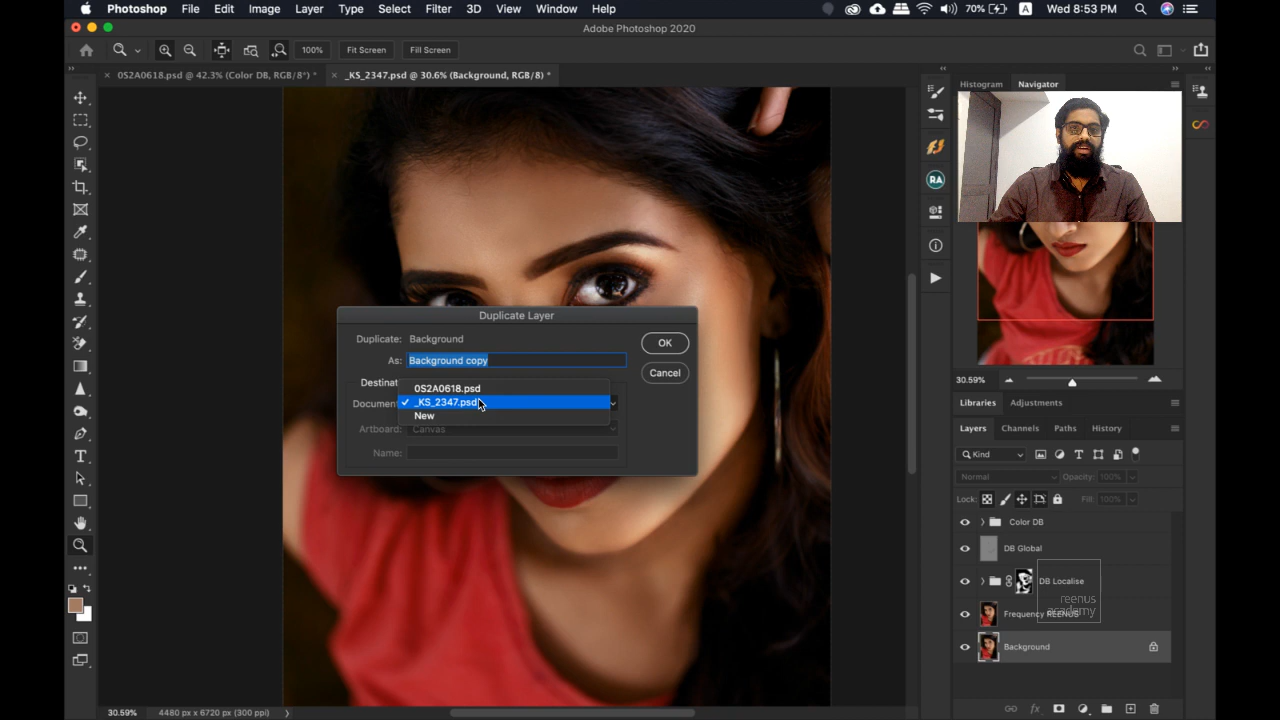 Photoshop File Edit Image Layer Type Select Filter 3D View Window Help 70% A Wed 8:53 PM
Adobe Photoshop 2020
100% Fit Screen Fill Screen
× 0S2A0618.psd @ 42.3% (Color DB, RGB/8*) * × _KS_2347.psd @ 30.6% (Background, RGB/8) *
Histogram Navigator
RA
Duplicate Layer
Duplicate: Background
OK
As: Background copy
Cancel
Destinat
0S2A0618.psd
Document ✓ _KS_2347.psd
New
Artboard: Canvas
Name:
30.59%
Libraries Adjustments
Layers Channels Paths History
Kind
Normal Opacity: 100%
Lock: Fill: 100%
Color DB
DB Global
DB Localise
Frequency REENUS
reenus
academy
Background
30.59% 4480 px x 6720 px (300 ppi)
fx